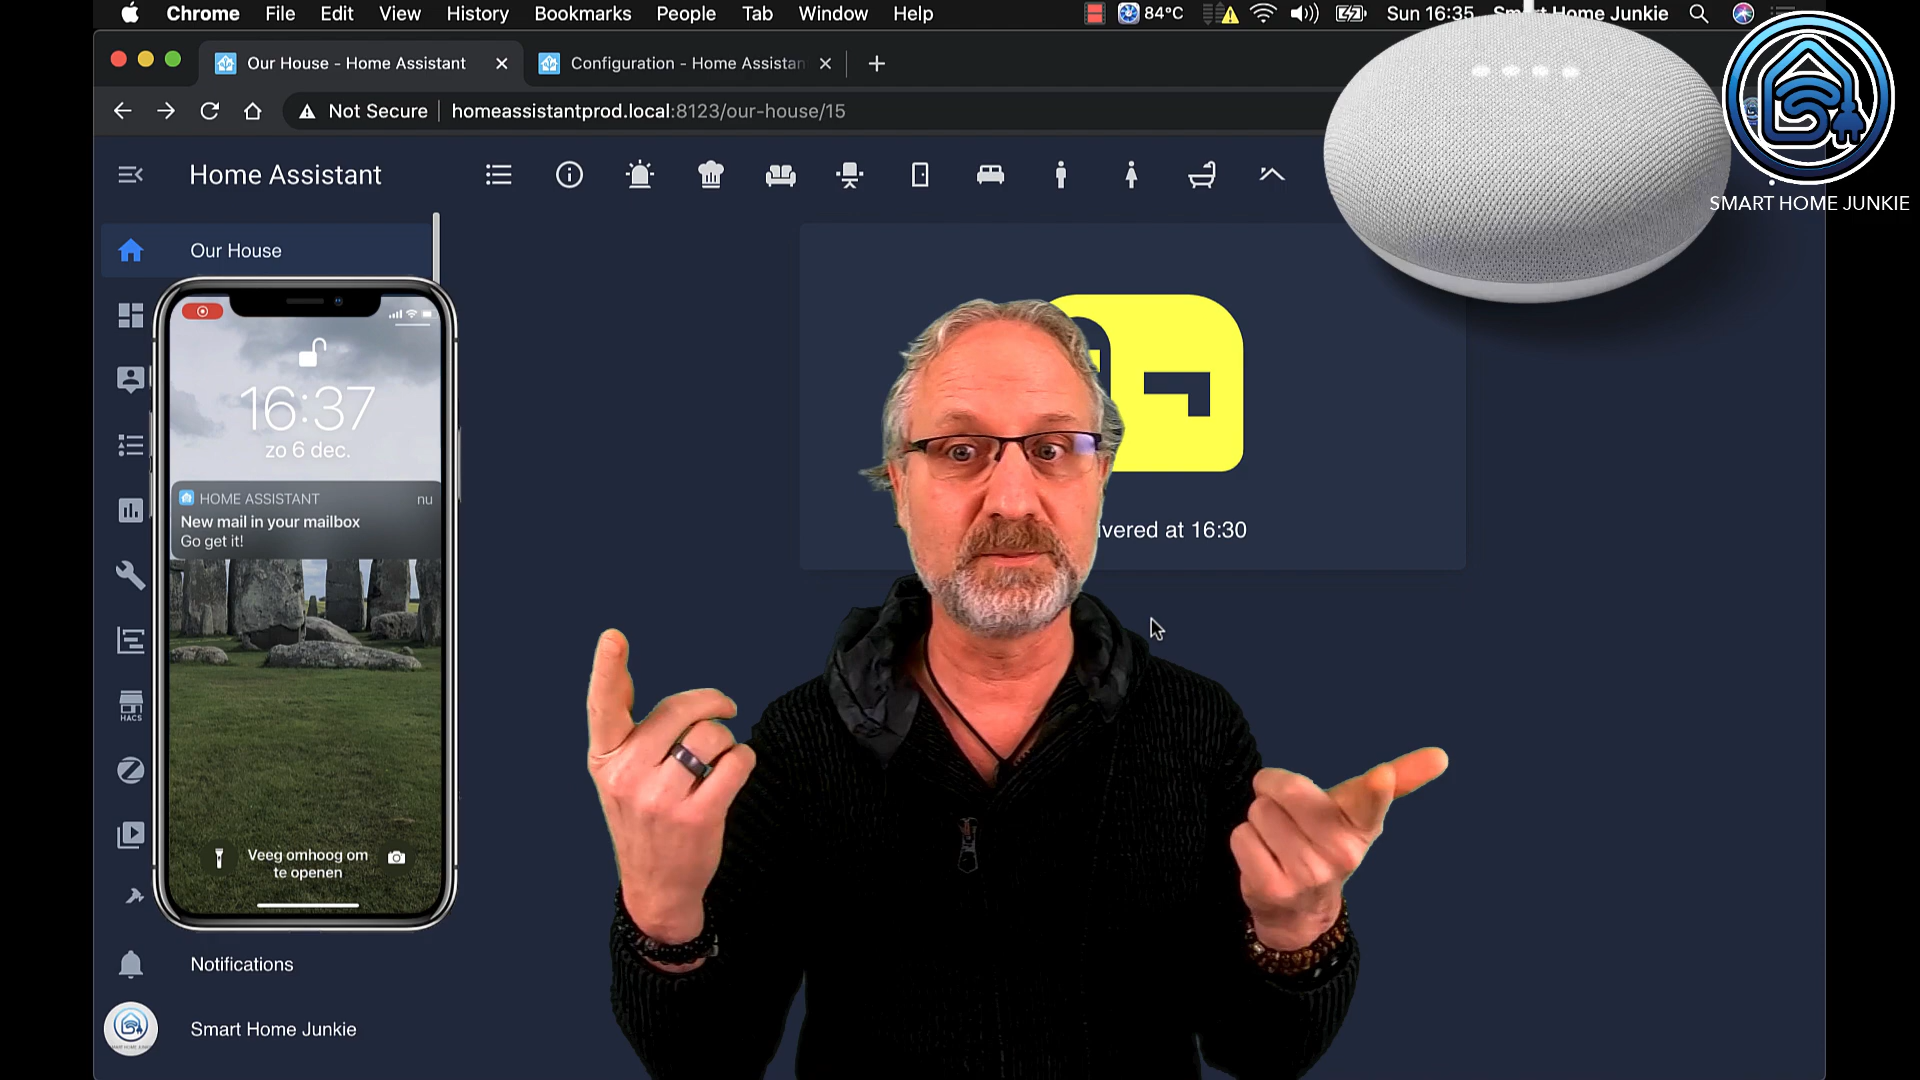 Chrome File Edit View History Bookmarks People Tab Window Help 84°C Sun 16:35 Home Junkie
Our House - Home Assistant Configuration - Home Assistan
Not Secure homeassistantprod.local:8123/our-house/15
Home Assistant
SMART HOME JUNKIE
Our House
16:37
zo 6 dec.
HOME ASSISTANT nu
New mail in your mailbox
Go get it!
at 16:30
HACS
Veeg omhoog om
te openen
Notifications
Smart Home Junkie